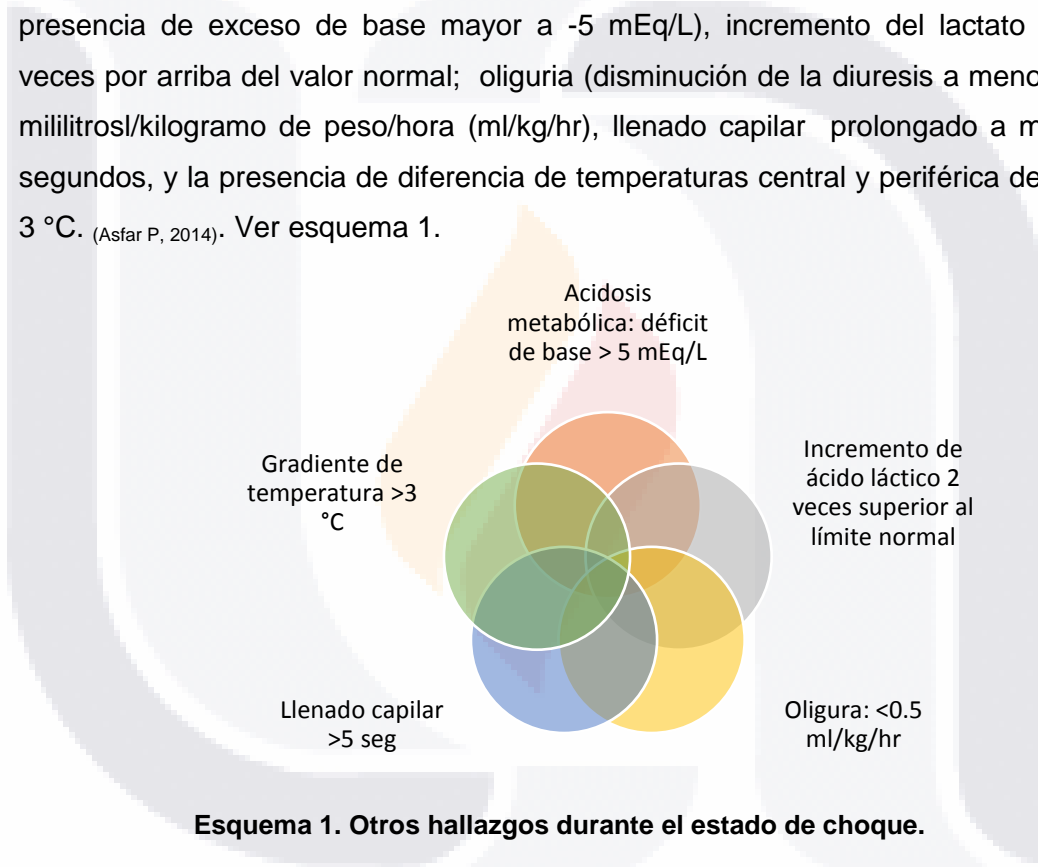 presencia de exceso de base mayor a -5 mEq/L), incremento del lactato
veces por arriba del valor normal; oliguria (disminución de la diuresis a meno
mililitrosl/kilogramo de peso/hora (ml/kg/hr), llenado capilar prolongado a m
segundos, y la presencia de diferencia de temperaturas central y periférica de
3 °C. (Asfar P, 2014). Ver esquema 1.
Acidosis
metabólica: déficit
de base > 5 mEq/L
Gradiente de
temperatura >3
°C
Incremento de
ácido láctico 2
veces superior al
límite normal
Llenado capilar
>5 seg
Oligura: <0.5
ml/kg/hr
Esquema 1. Otros hallazgos durante el estado de choque.